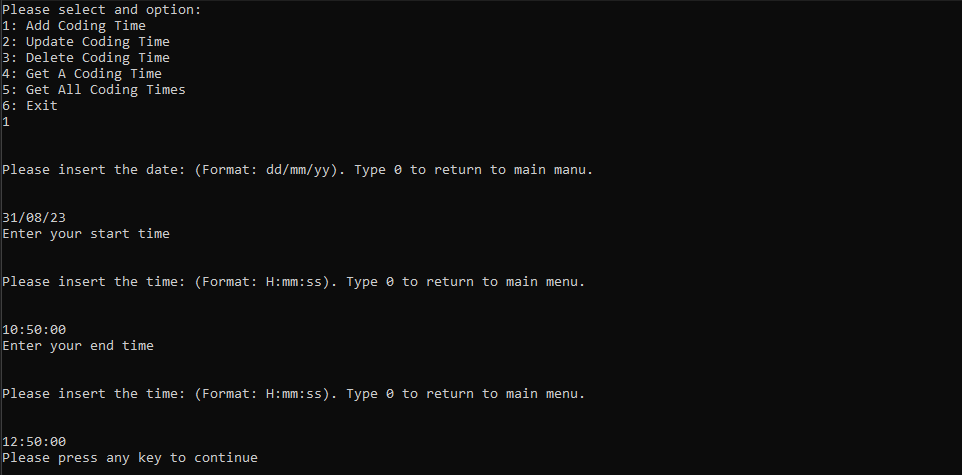 Please select and option:
1: Add Coding Time
2: Update Coding Time
3: Delete Coding Time
4: Get A Coding Time
5: Get All Coding Times
6: Exit
1
Please insert the date: (Format: dd/mm/yy). Type 0 to return to main manu.
31/08/23
Enter your start time
Please insert the time: (Format: H:mm:ss). Type 0 to return to main menu.
10:50:00
Enter your end time
Please insert the time: (Format: H:mm:ss). Type 0 to return to main menu.
12:50:00
Please press any key to continue